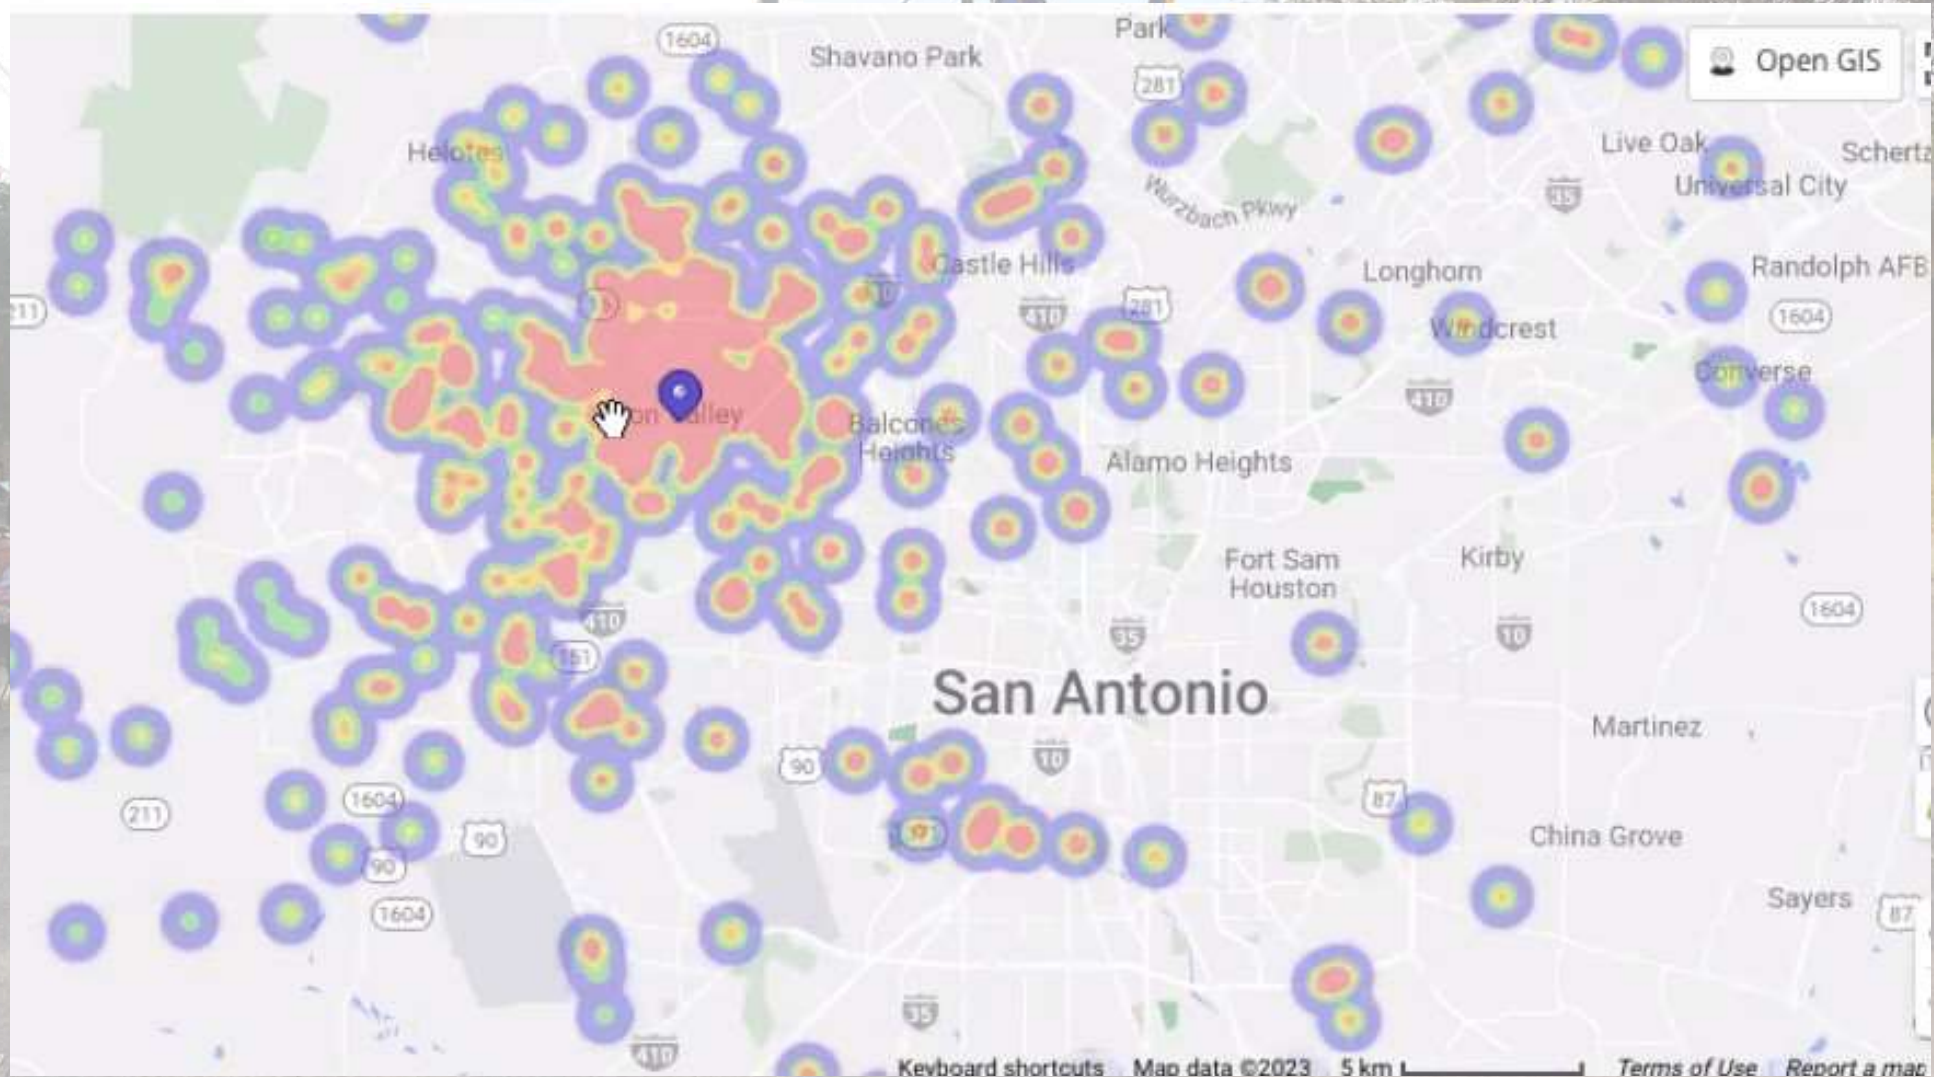 1604
Shavano Park
Park
281
Open GIS
Helotes
Live Oak
Schertz
Universal City
35
Wurzbach Pkwy
Castle Hills
Longhorn
Randolph AFB
211
10
410
281
1604
Windcrest
Converse
410
Balcones
Heights
Alamo Heights
Fort Sam
Houston
Kirby
410
35
10
1604
151
San Antonio
Martinez
90
10
87
211
1604
90
China Grove
90
1604
Sayers
87
35
410
Keyboard shortcuts
Map data ©2023
5 km
Terms of Use
Report a map